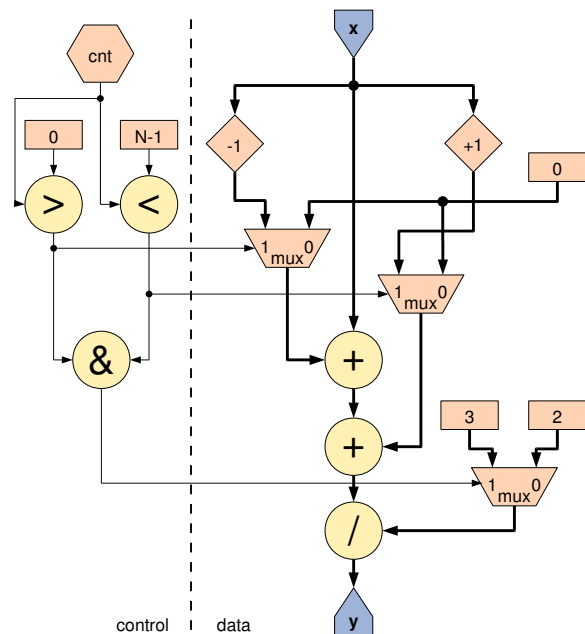 x
cnt
0
N-1
-1
+1
0
>
<
1 0
mux
1 0
mux
&
+
3
2
+
1 0
mux
/
control
data
y